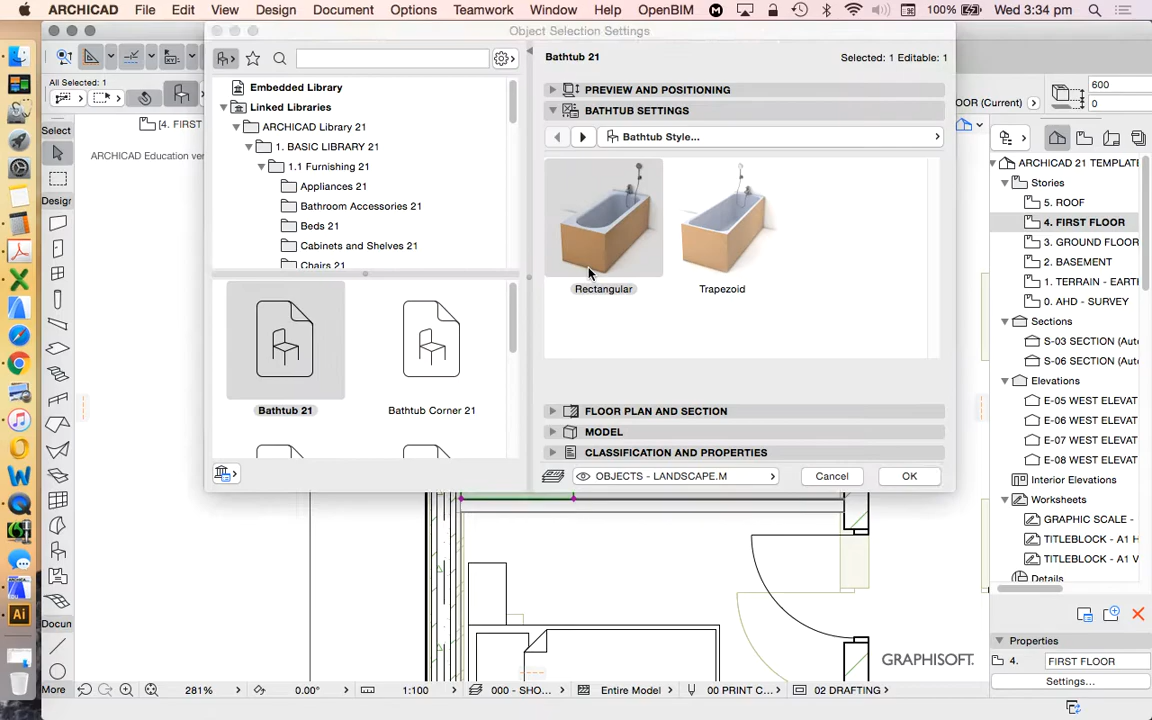 ARCHICAD File Edit View Design Document Options Teamwork Window Help OpenBIM 100% Wed 3:34 pm
Object Selection Settings
Bathtub 21 Selected: 1 Editable: 1
All Selected: 1
[4. FIRST
ARCHICAD Education ver
Select
Desigr
Docun
More
Embedded Library
Linked Libraries
ARCHICAD Library 21
1. BASIC LIBRARY 21
1.1 Furnishing 21
Appliances 21
Bathroom Accessories 21
Beds 21
Cabinets and Shelves 21
Chairs 21
Bathtub 21
Bathtub Corner 21
PREVIEW AND POSITIONING
BATHTUB SETTINGS
Bathtub Style...
Rectangular
Trapezoid
FLOOR PLAN AND SECTION
MODEL
CLASSIFICATION AND PROPERTIES
OBJECTS - LANDSCAPE.M
Cancel
OK
OOR (Current)
600
0
ARCHICAD 21 TEMPLATE
Stories
5. ROOF
4. FIRST FLOOR
3. GROUND FLOOR
2. BASEMENT
1. TERRAIN - EARTH
0. AHD - SURVEY
Sections
S-03 SECTION (Auto
S-06 SECTION (Auto
Elevations
E-05 WEST ELEVAT
E-06 WEST ELEVAT
E-07 WEST ELEVAT
E-08 WEST ELEVAT
Interior Elevations
Worksheets
GRAPHIC SCALE -
TITLEBLOCK - A1 H
TITLEBLOCK - A1 V
Details
Properties
4. FIRST FLOOR
Settings...
GRAPHISOFT.
281% 0.00° 1:100 000 - SHO... Entire Model 00 PRINT C... 02 DRAFTING